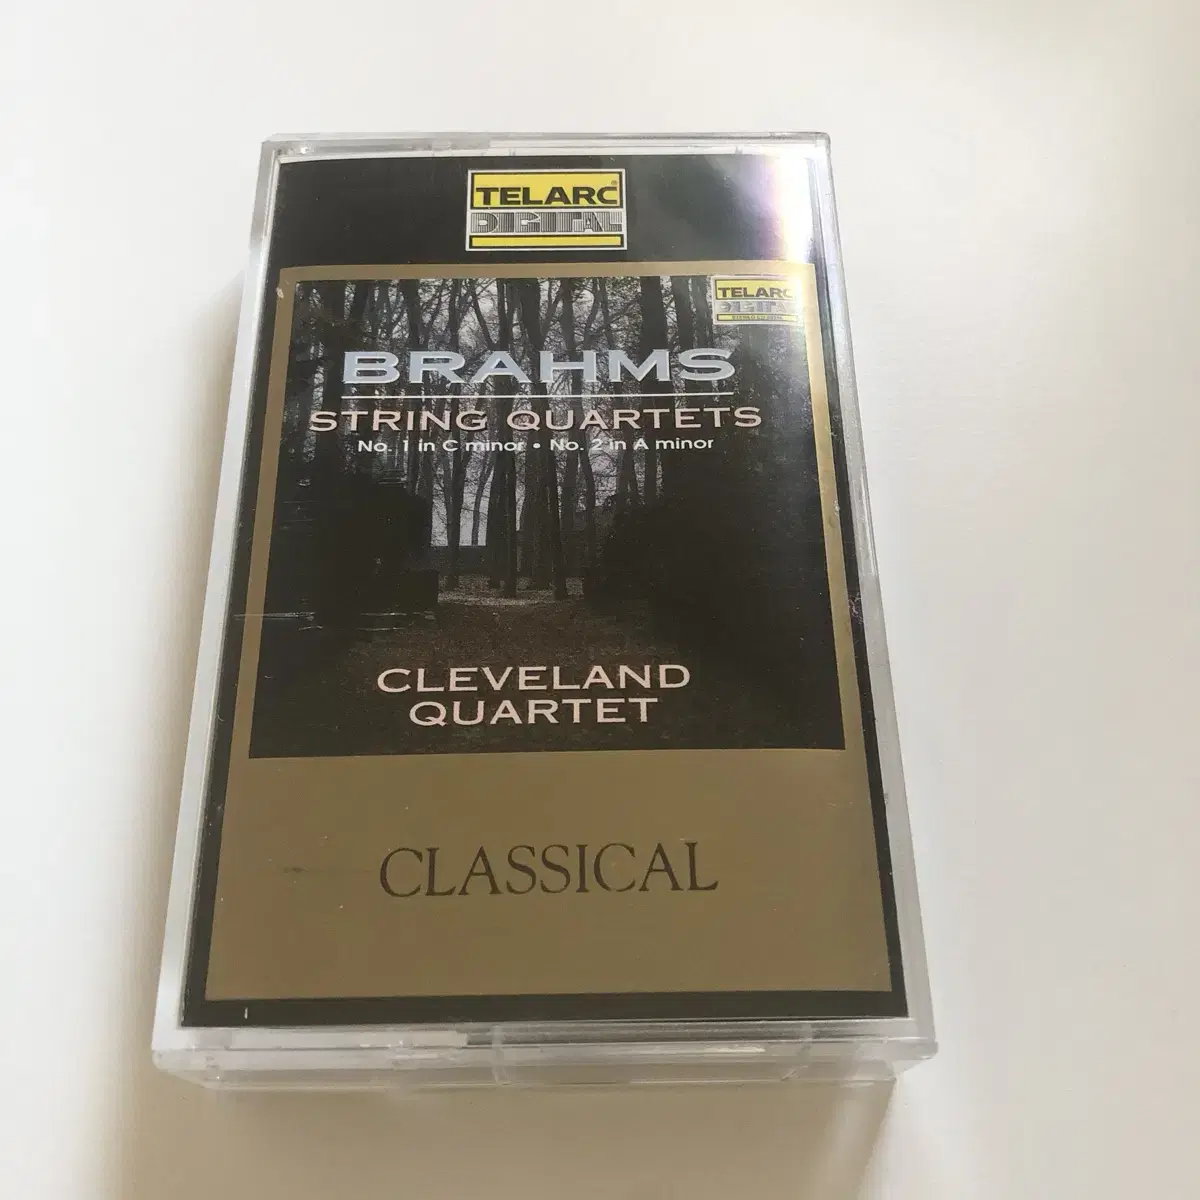 TELARC®
DIGITAL
TELARC
DIGITAL
BRAHMS
STRING QUARTETS
No. 1 in C minor • No. 2 in A minor
CLEVELAND
QUARTET
CLASSICAL